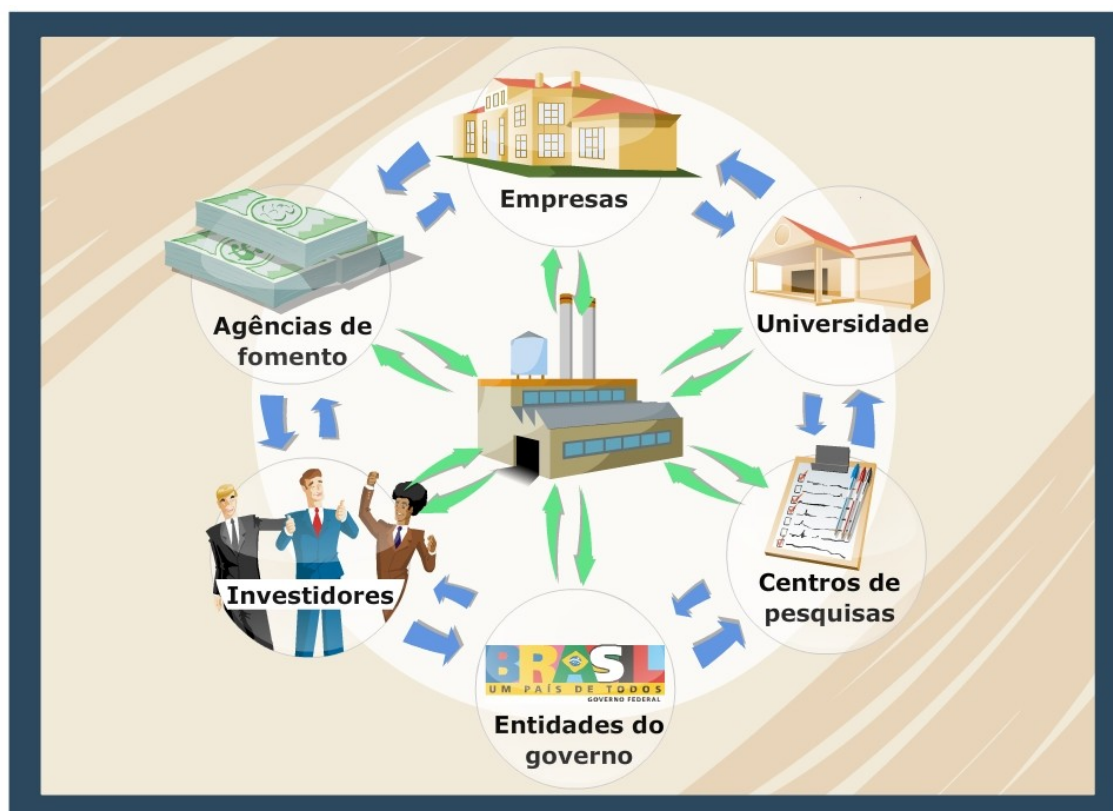 Empresas
Agências de
fomento
Universidade
Investidores
Centros de
pesquisas
BRASIL
UM PAÍS DE TODOS
GOVERNO FEDERAL
Entidades do
governo